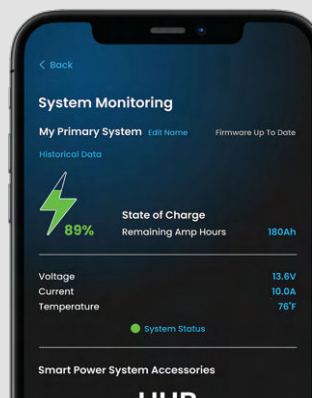 Back
System Monitoring
My Primary System Edit Name Firmware Up To Date
Historical Data
State of Charge
89% Remaining Amp Hours 180Ah
Voltage 13.6V
Current 10.0A
Temperature 76°F
System Status
Smart Power System Accessories
HUB